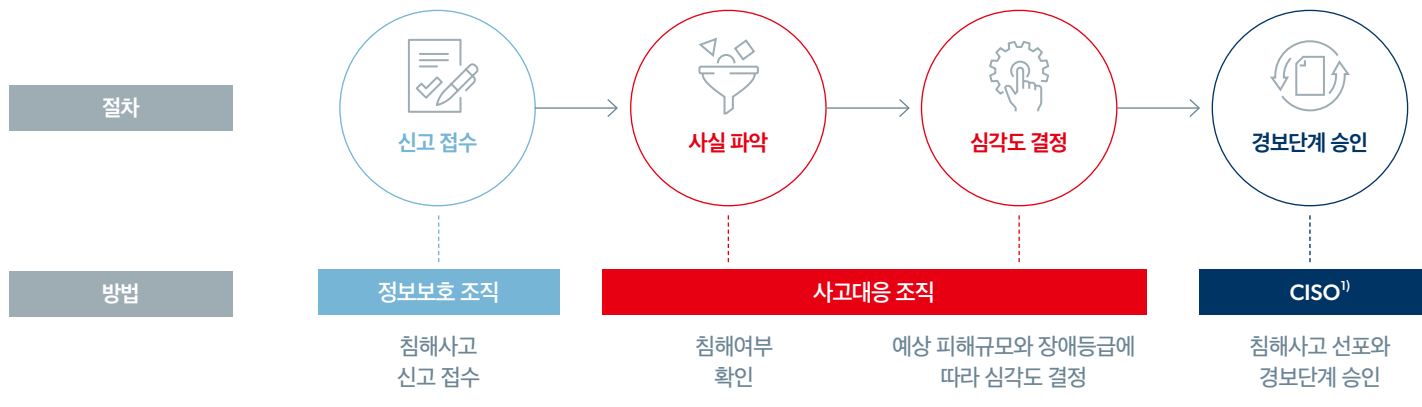 절차
신고 접수
사실 파악
심각도 결정
경보단계 승인
방법
정보보호 조직
사고대응 조직
CISO1)
침해사고
신고 접수
침해여부
확인
예상 피해규모와 장애등급에
따라 심각도 결정
침해사고 선포와
경보단계 승인